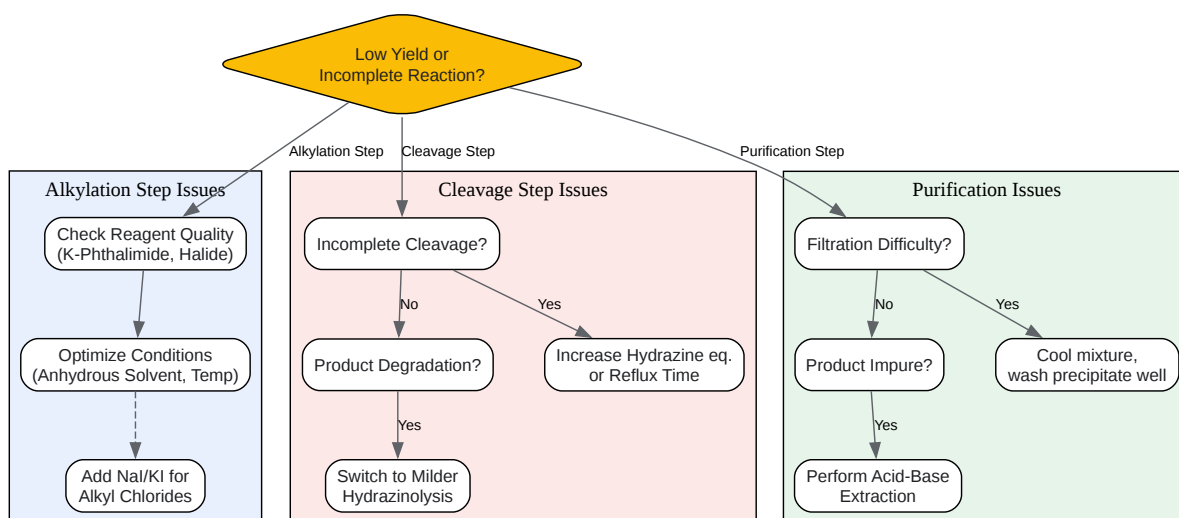 Low Yield or
Incomplete Reaction?
Alkylation Step
Cleavage Step
Purification Step
Alkylation Step Issues
Check Reagent Quality
(K-Phthalimide, Halide)
Optimize Conditions
(Anhydrous Solvent, Temp)
Add NaI/KI for
Alkyl Chlorides
Cleavage Step Issues
Incomplete Cleavage?
No
Yes
Product Degradation?
Increase Hydrazine eq.
or Reflux Time
Yes
Switch to Milder
Hydrazinolysis
Purification Issues
Filtration Difficulty?
No
Yes
Product Impure?
Cool mixture,
wash precipitate well
Yes
Perform Acid-Base
Extraction